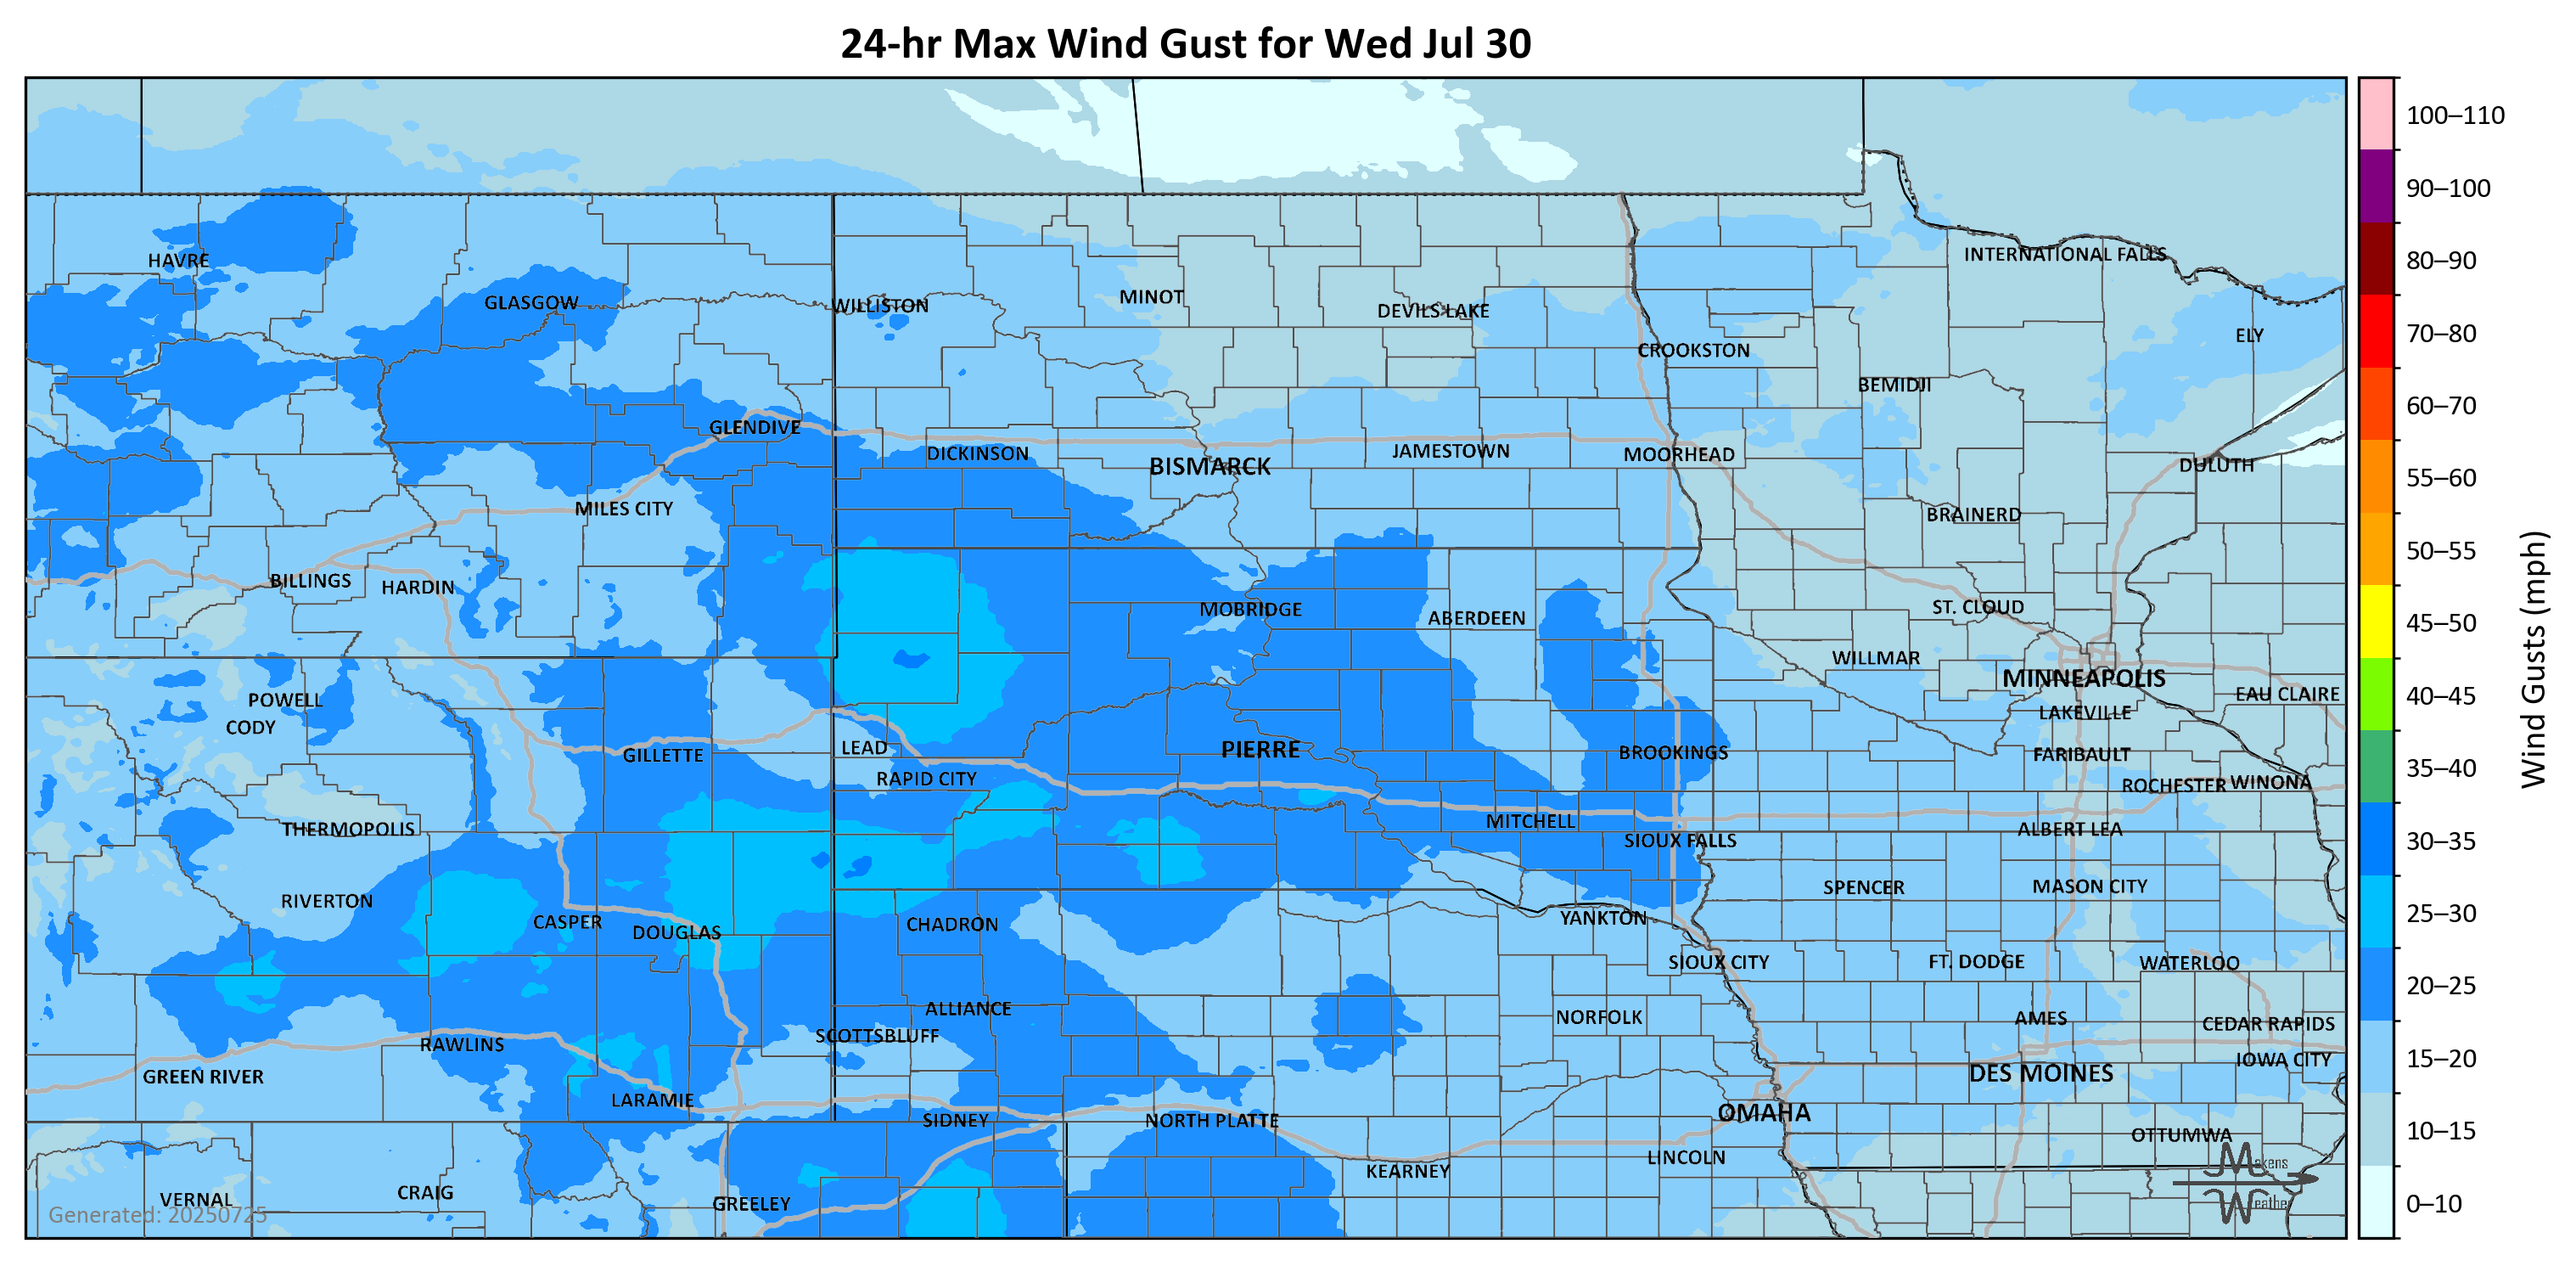 24-hr Max Wind Gust for Wed Jul 30
100–110
90–100
80–90
70–80
60–70
55–60
50–55
45–50
40–45
35–40
30–35
25–30
20–25
15–20
10–15
0–10
Wind Gusts (mph)
INTERNATIONAL FALLS
HAVRE
GLASGOW
WILLISTON
MINOT
DEVILS LAKE
ELY
CROOKSTON
BEMIDJI
GLENDIVE
DICKINSON
BISMARCK
JAMESTOWN
MOORHEAD
DULUTH
MILES CITY
BRAINERD
BILLINGS
HARDIN
MOBRIDGE
ABERDEEN
ST. CLOUD
WILLMAR
MINNEAPOLIS
EAU CLAIRE
POWELL
CODY
LAKEVILLE
GILLETTE
LEAD
PIERRE
BROOKINGS
FARIBAULT
RAPID CITY
ROCHESTER
WINONA
THERMOPOLIS
MITCHELL
SIOUX FALLS
ALBERT LEA
RIVERTON
SPENCER
MASON CITY
CASPER
DOUGLAS
CHADRON
YANKTON
SIOUX CITY
FT. DODGE
WATERLOO
ALLIANCE
NORFOLK
AMES
CEDAR RAPIDS
SCOTTSBLUFF
RAWLINS
IOWA CITY
GREEN RIVER
DES MOINES
LARAMIE
OMAHA
SIDNEY
NORTH PLATTE
OTTUMWA
LINCOLN
KEARNEY
VERNAL
CRAIG
GREELEY
Generated: 20250725
Makens
Weather